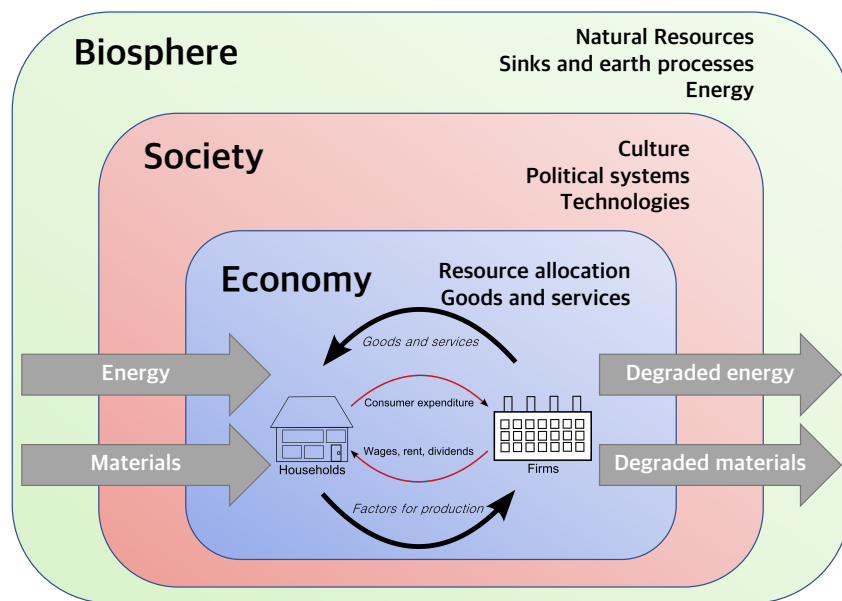 Biosphere
Natural Resources
Sinks and earth processes
Energy
Society
Culture
Political systems
Technologies
Economy
Resource allocation
Goods and services
Goods and services
Energy
Degraded energy
Consumer expenditure
Materials
Wages, rent, dividends
Degraded materials
Households
Firms
Factors for production